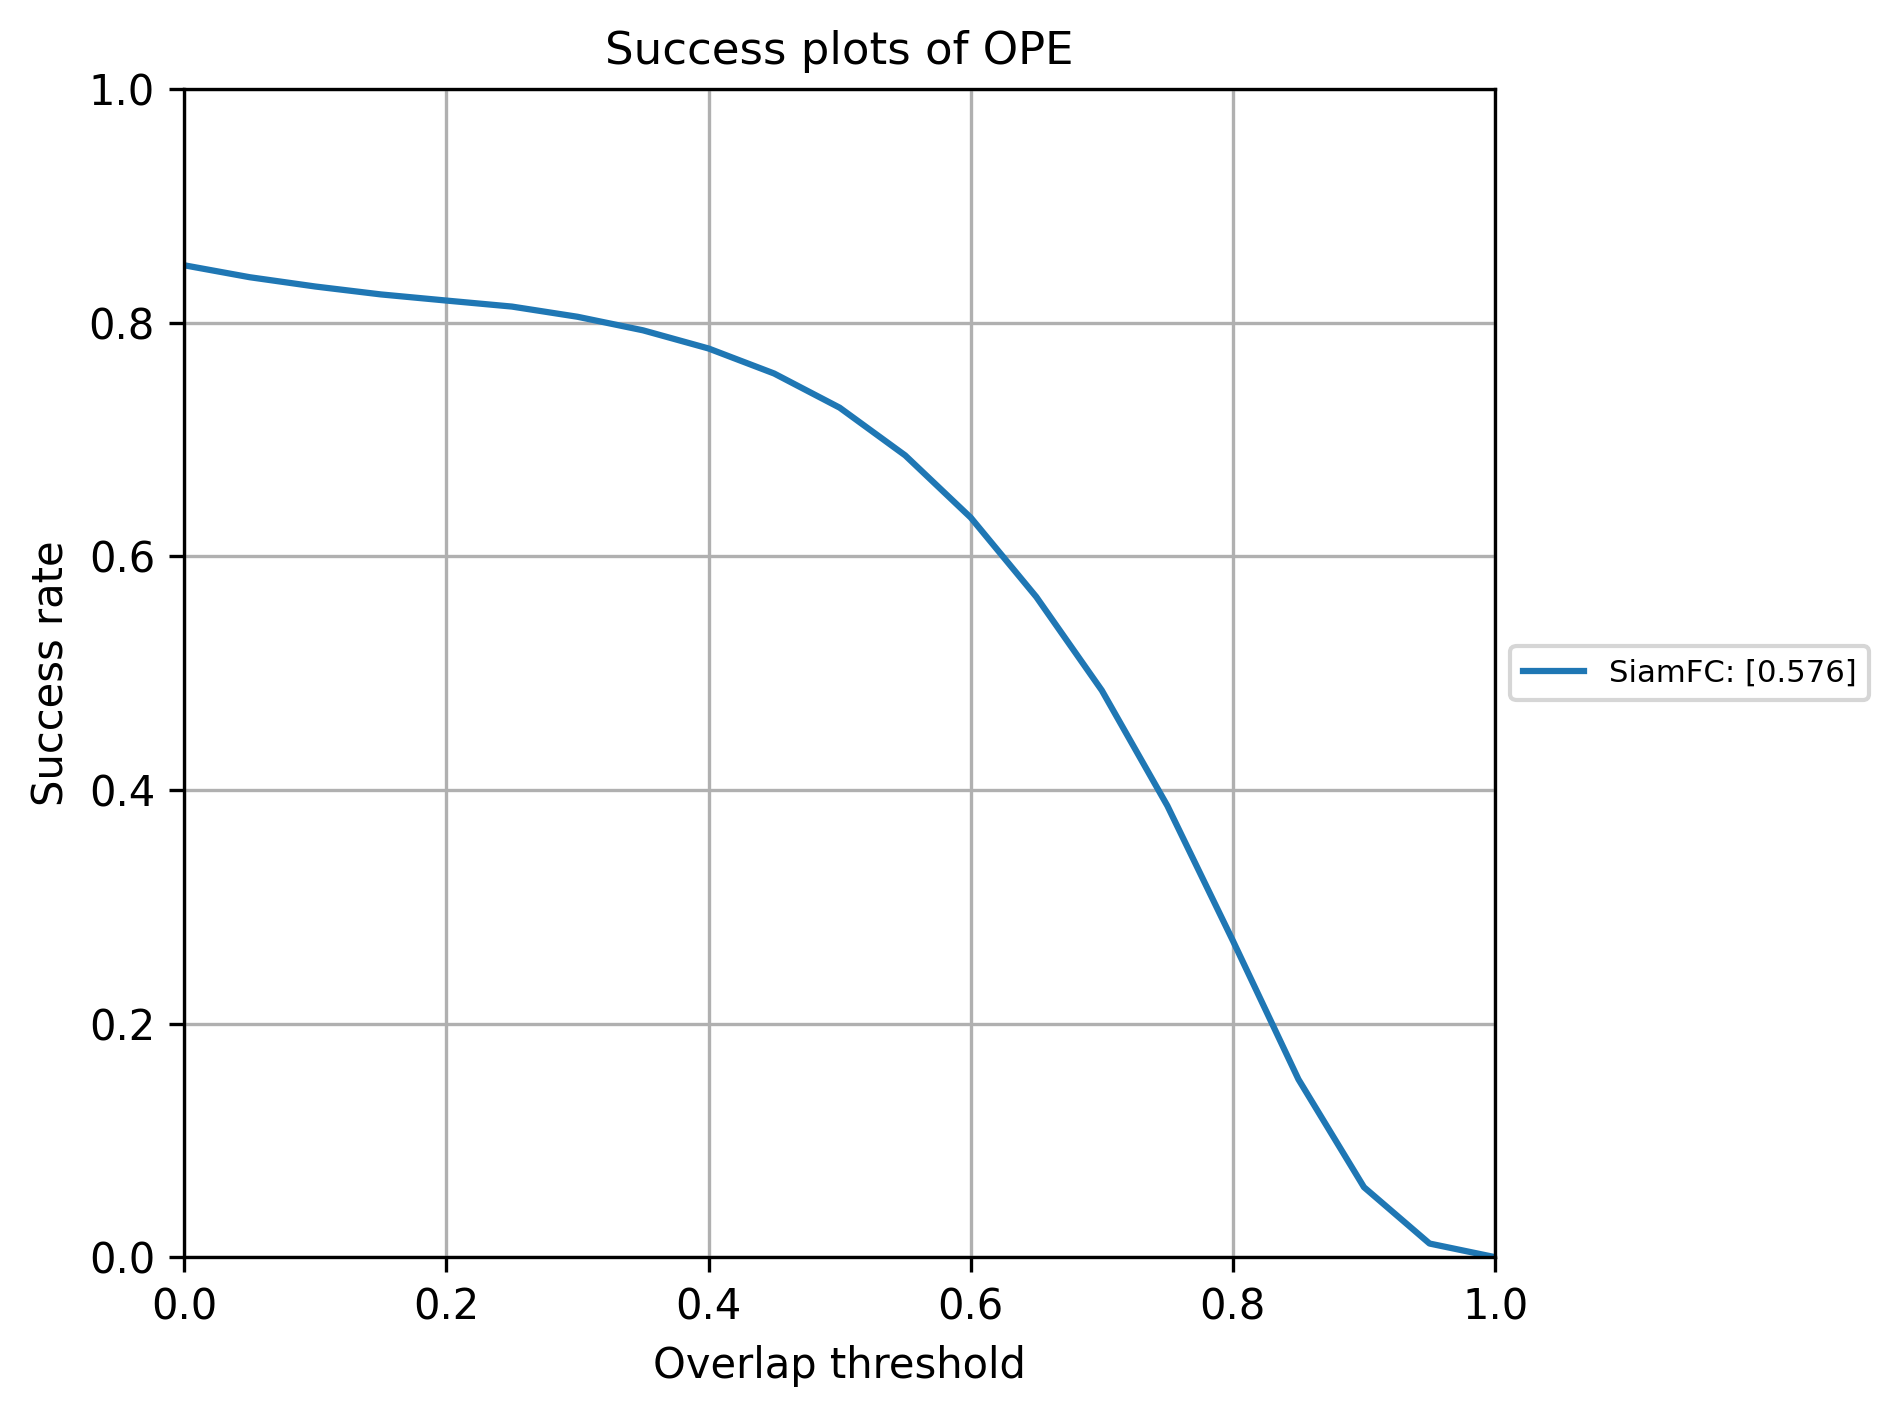 Success plots of OPE
1.0
0.8
0.6
0.4
0.2
0.0
Success rate
0.0 0.2 0.4 0.6 0.8 1.0
Overlap threshold
SiamFC: [0.576]